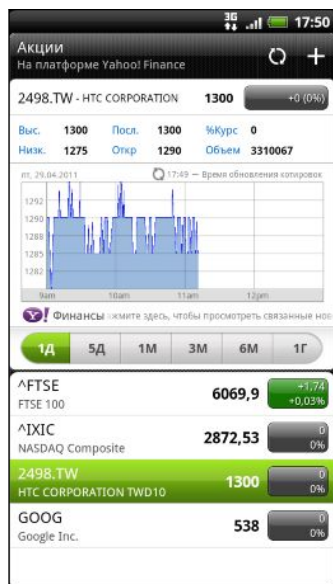 3G 17:50
Акции
На платформе Yahoo! Finance
2498.TW - HTC CORPORATION 1300 +0 (0%)
Выс. 1300 Посл. 1300 %Курс 0
Низк. 1275 Откр 1290 Объем 3310067
пт, 29.04.2011 17:49 — Время обновления котировок
1292
1290
1288
1285
1282
9am 10am 11am 12pm
Y! Финансы жмите здесь, чтобы просмотреть связанные нов
1Д 5Д 1М 3М 6М 1Г
^FTSE 6069,9 +1,74
FTSE 100 +0,03%
^IXIC 2872,53 0
NASDAQ Composite 0%
2498.TW 1300 0
HTC CORPORATION TWD10 0%
GOOG 538 0
Google Inc. 0%